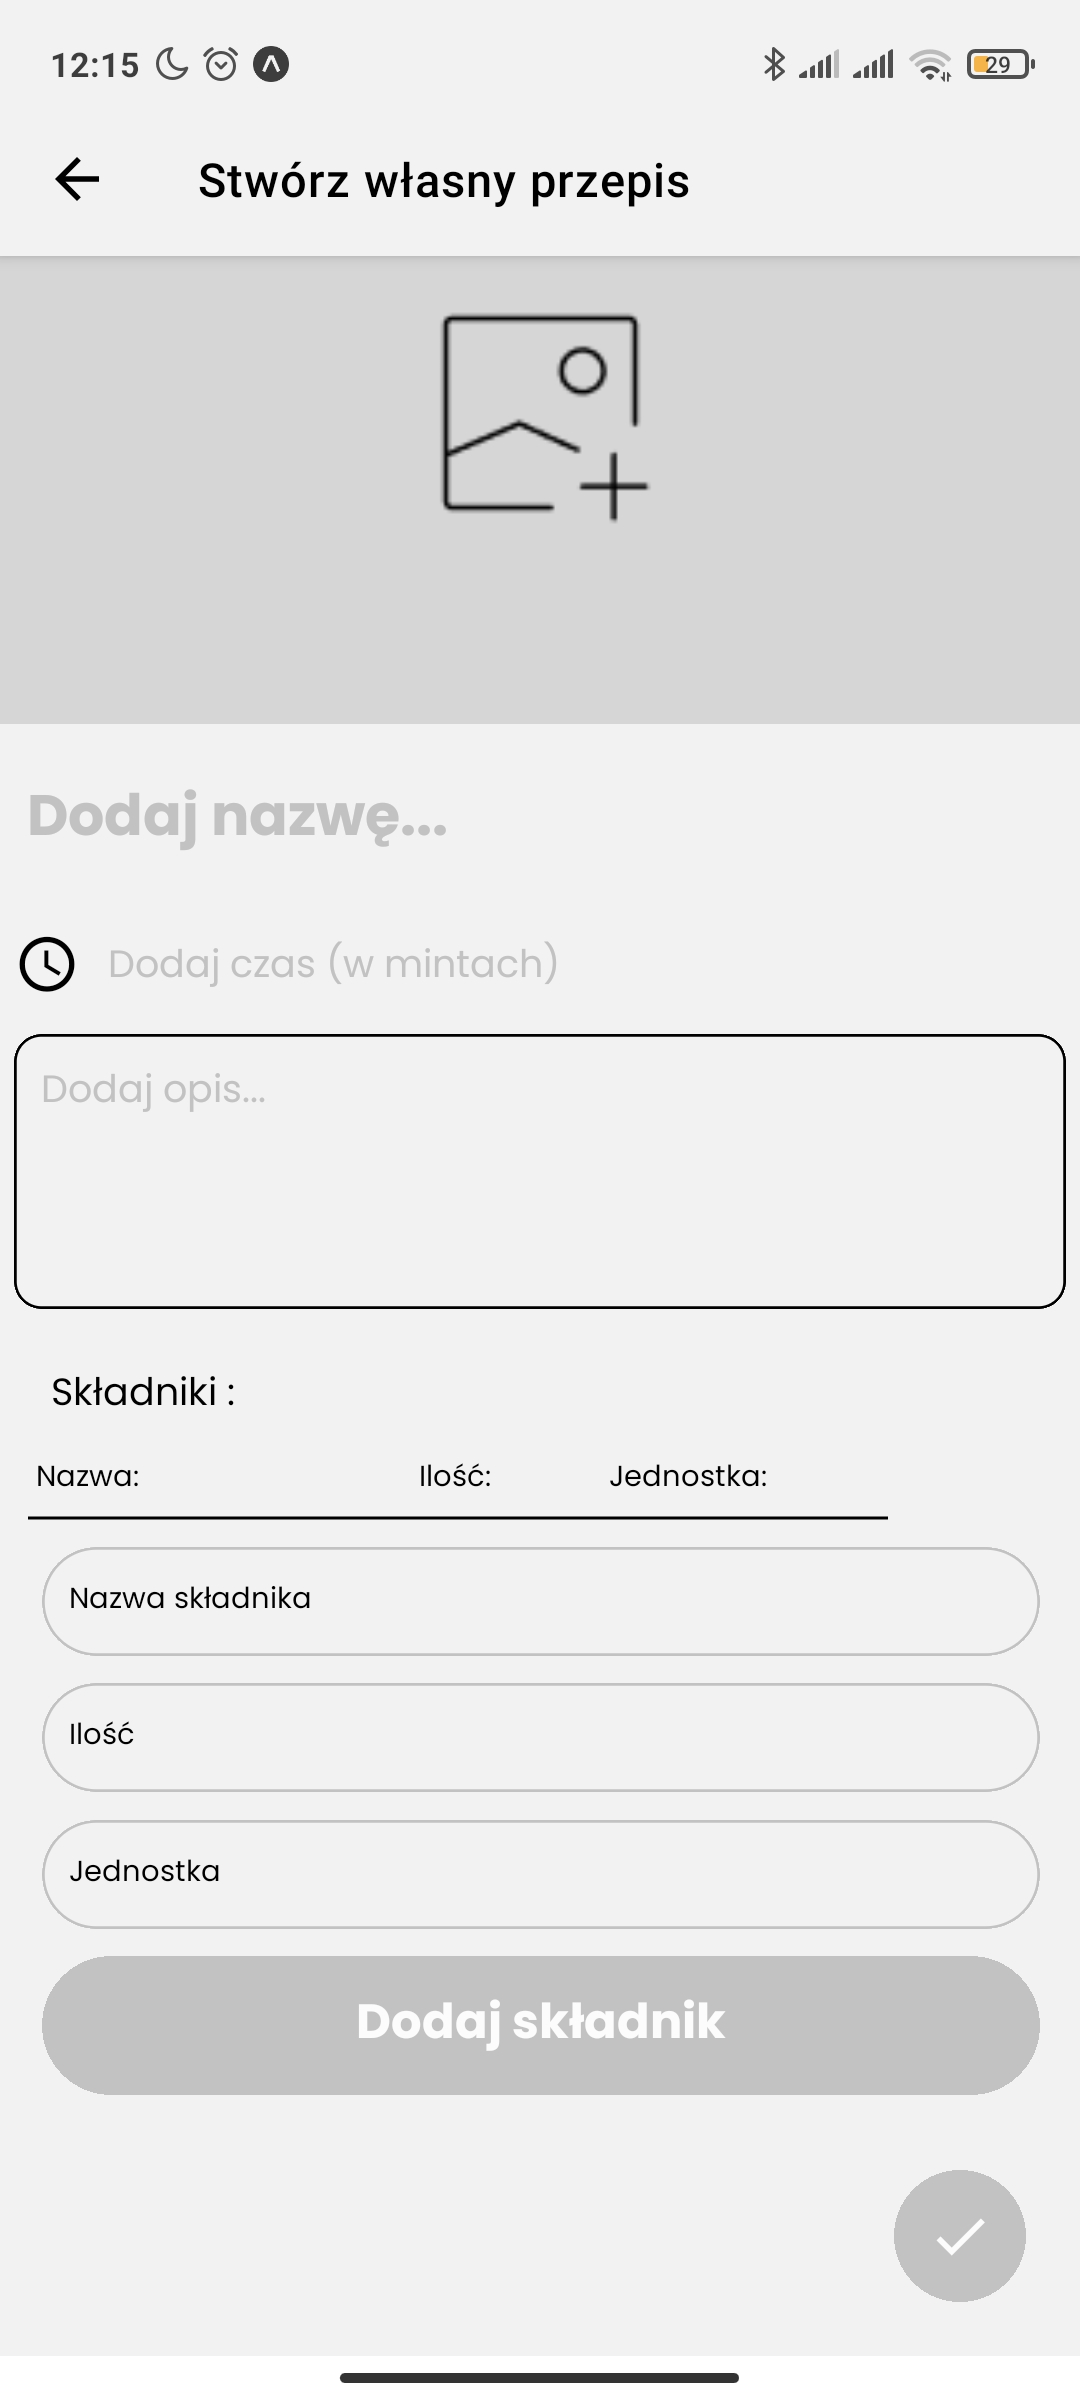 12:15
29
Stwórz własny przepis
Dodaj nazwę...
Dodaj czas (w mintach)
Dodaj opis...
Składniki :
Nazwa: Ilość: Jednostka:
Nazwa składnika
Ilość
Jednostka
Dodaj składnik